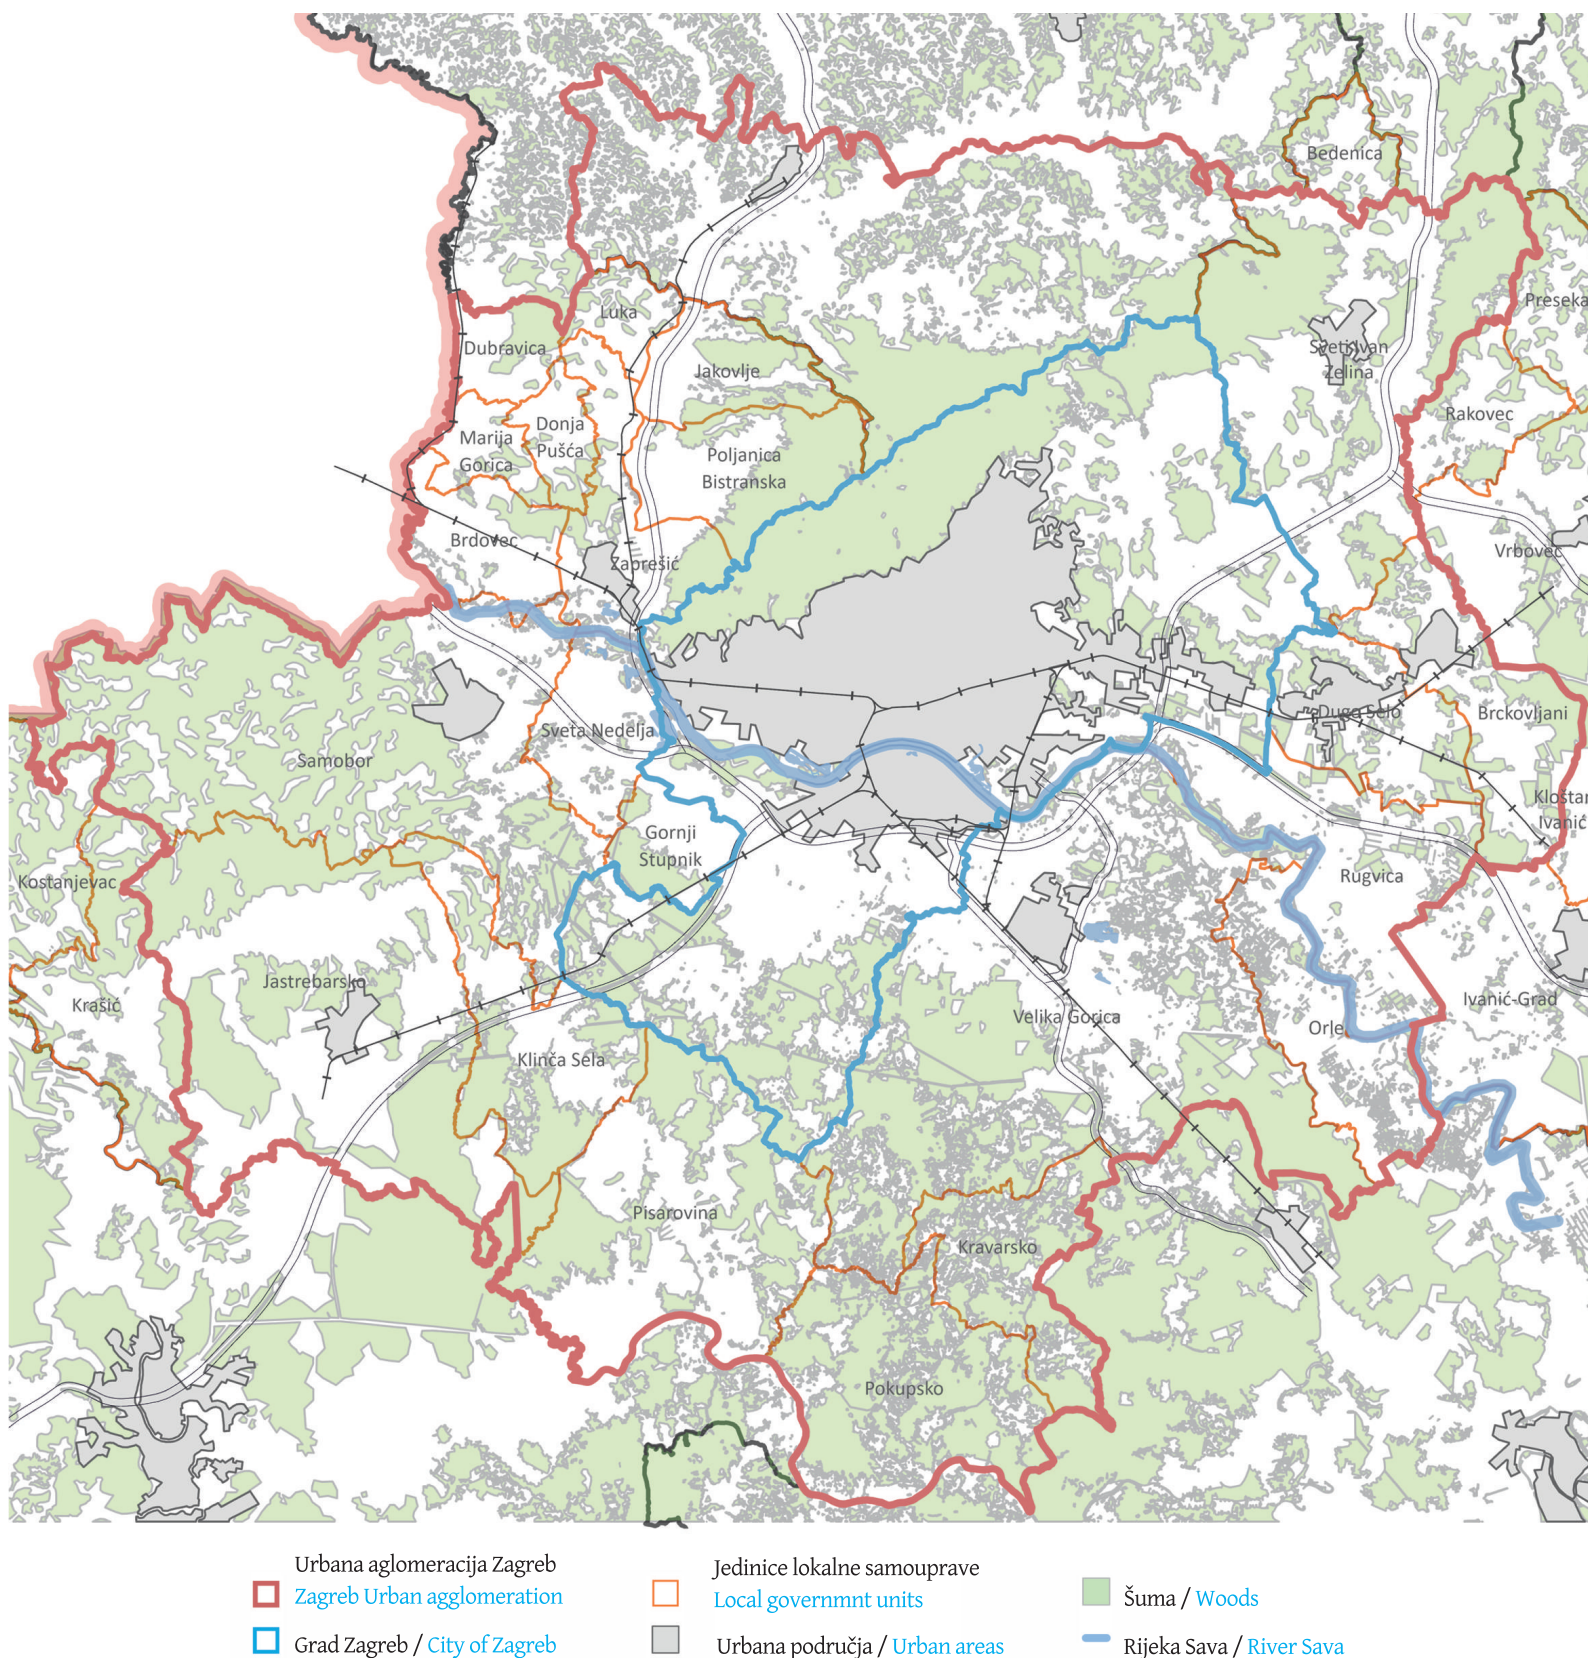 Bedenica
Preseka
Luka
Dubravica
Sveti Ivan
Zelina
Jakovlje
Rakovec
Donja
Pušća
Marija
Gorica
Poljanica
Bistranska
Brdovec
Vrbovec
Zaprešić
Sveta Nedelja
Dugo Selo
Brckovljani
Samobor
Kloštar
Ivanić
Gornji
Stupnik
Kostanjevac
Rugvica
Jastrebarsko
Krašić
Ivanić-Grad
Velika Gorica
Orle
Klinča Sela
Pisarovina
Kravarsko
Pokupsko
Urbana aglomeracija Zagreb
Zagreb Urban agglomeration
Grad Zagreb / City of Zagreb
Jedinice lokalne samouprave
Local governmnt units
Urbana područja / Urban areas
Šuma / Woods
Rijeka Sava / River Sava